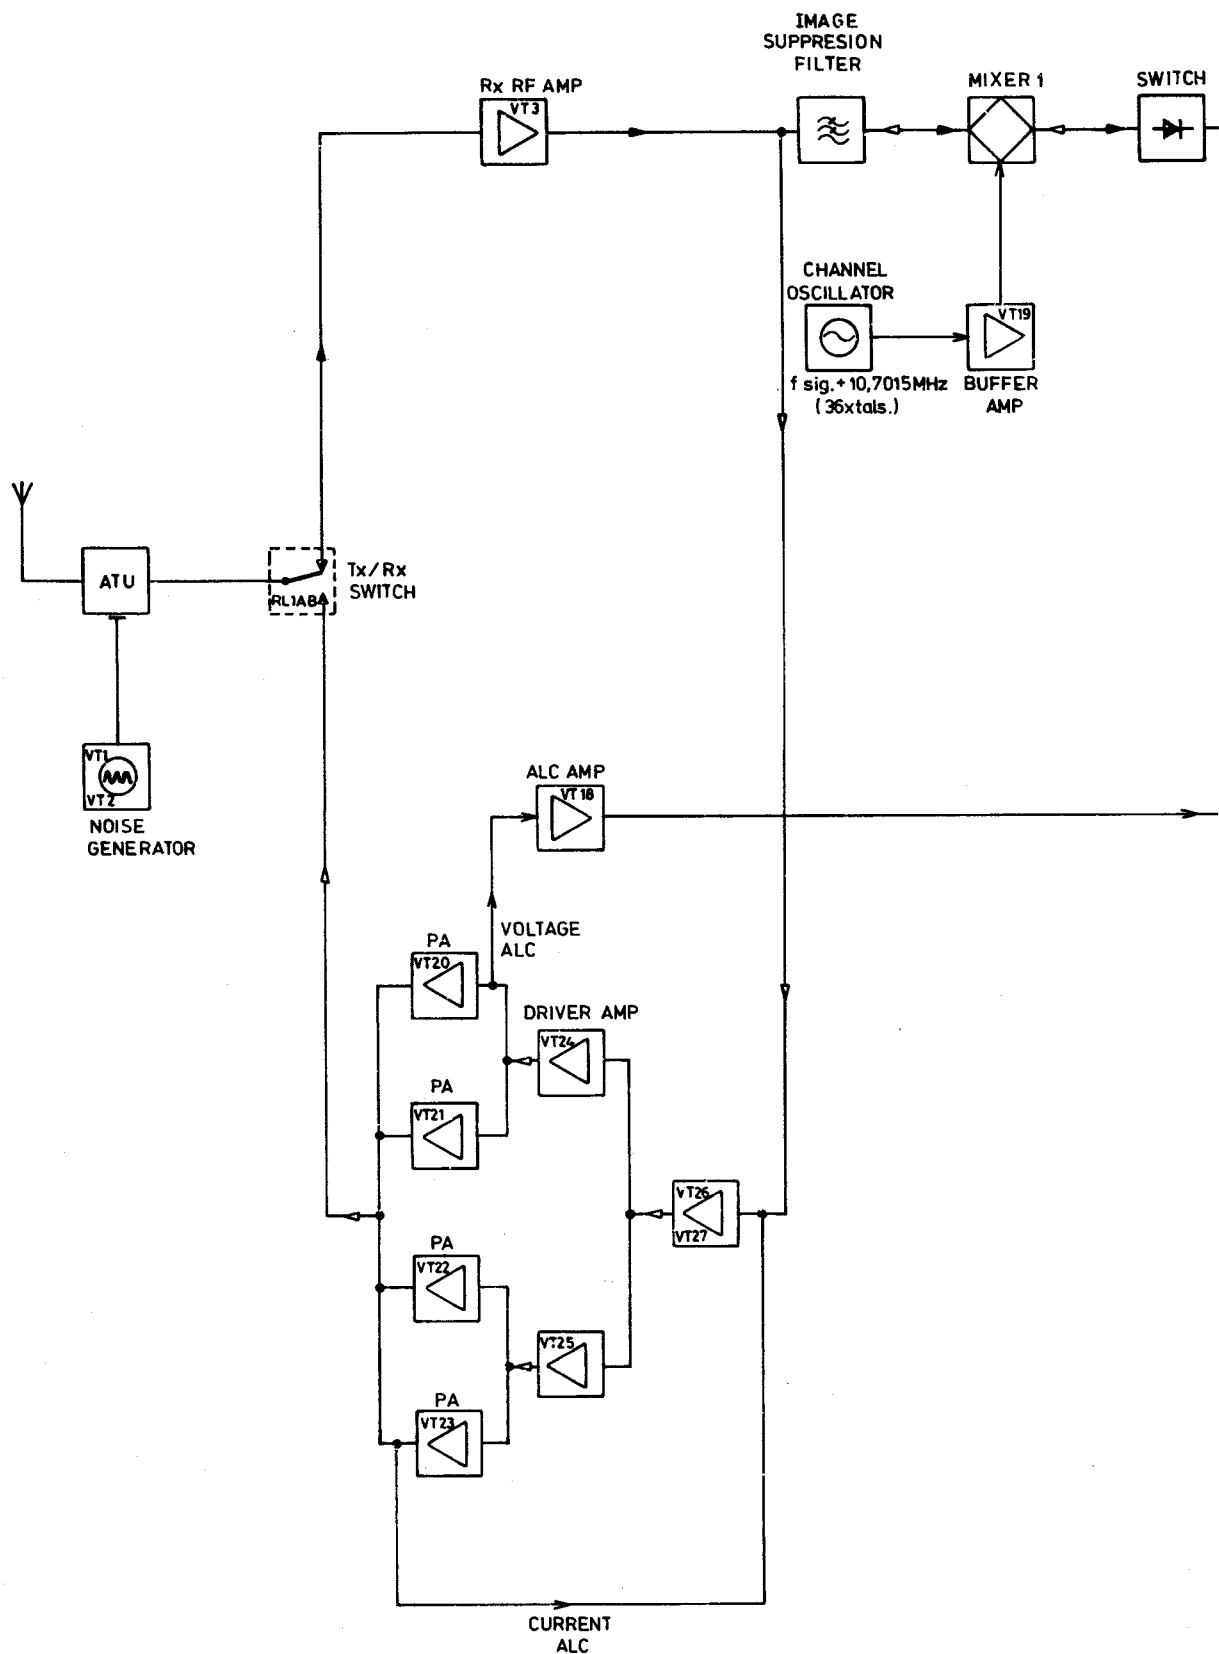 IMAGE
SUPPRESION
FILTER
Rx RF AMP
VT3
MIXER 1
SWITCH
CHANNEL
OSCILLATOR
VT19
f sig.+10,7015MHz
(36xtals.)
BUFFER
AMP
ATU
RL1AB
Tx/Rx
SWITCH
VT1
VT2
NOISE
GENERATOR
ALC AMP
VT18
VOLTAGE
ALC
PA
VT20
DRIVER AMP
VT24
PA
VT21
VT26
VT27
PA
VT22
VT25
PA
VT23
CURRENT
ALC